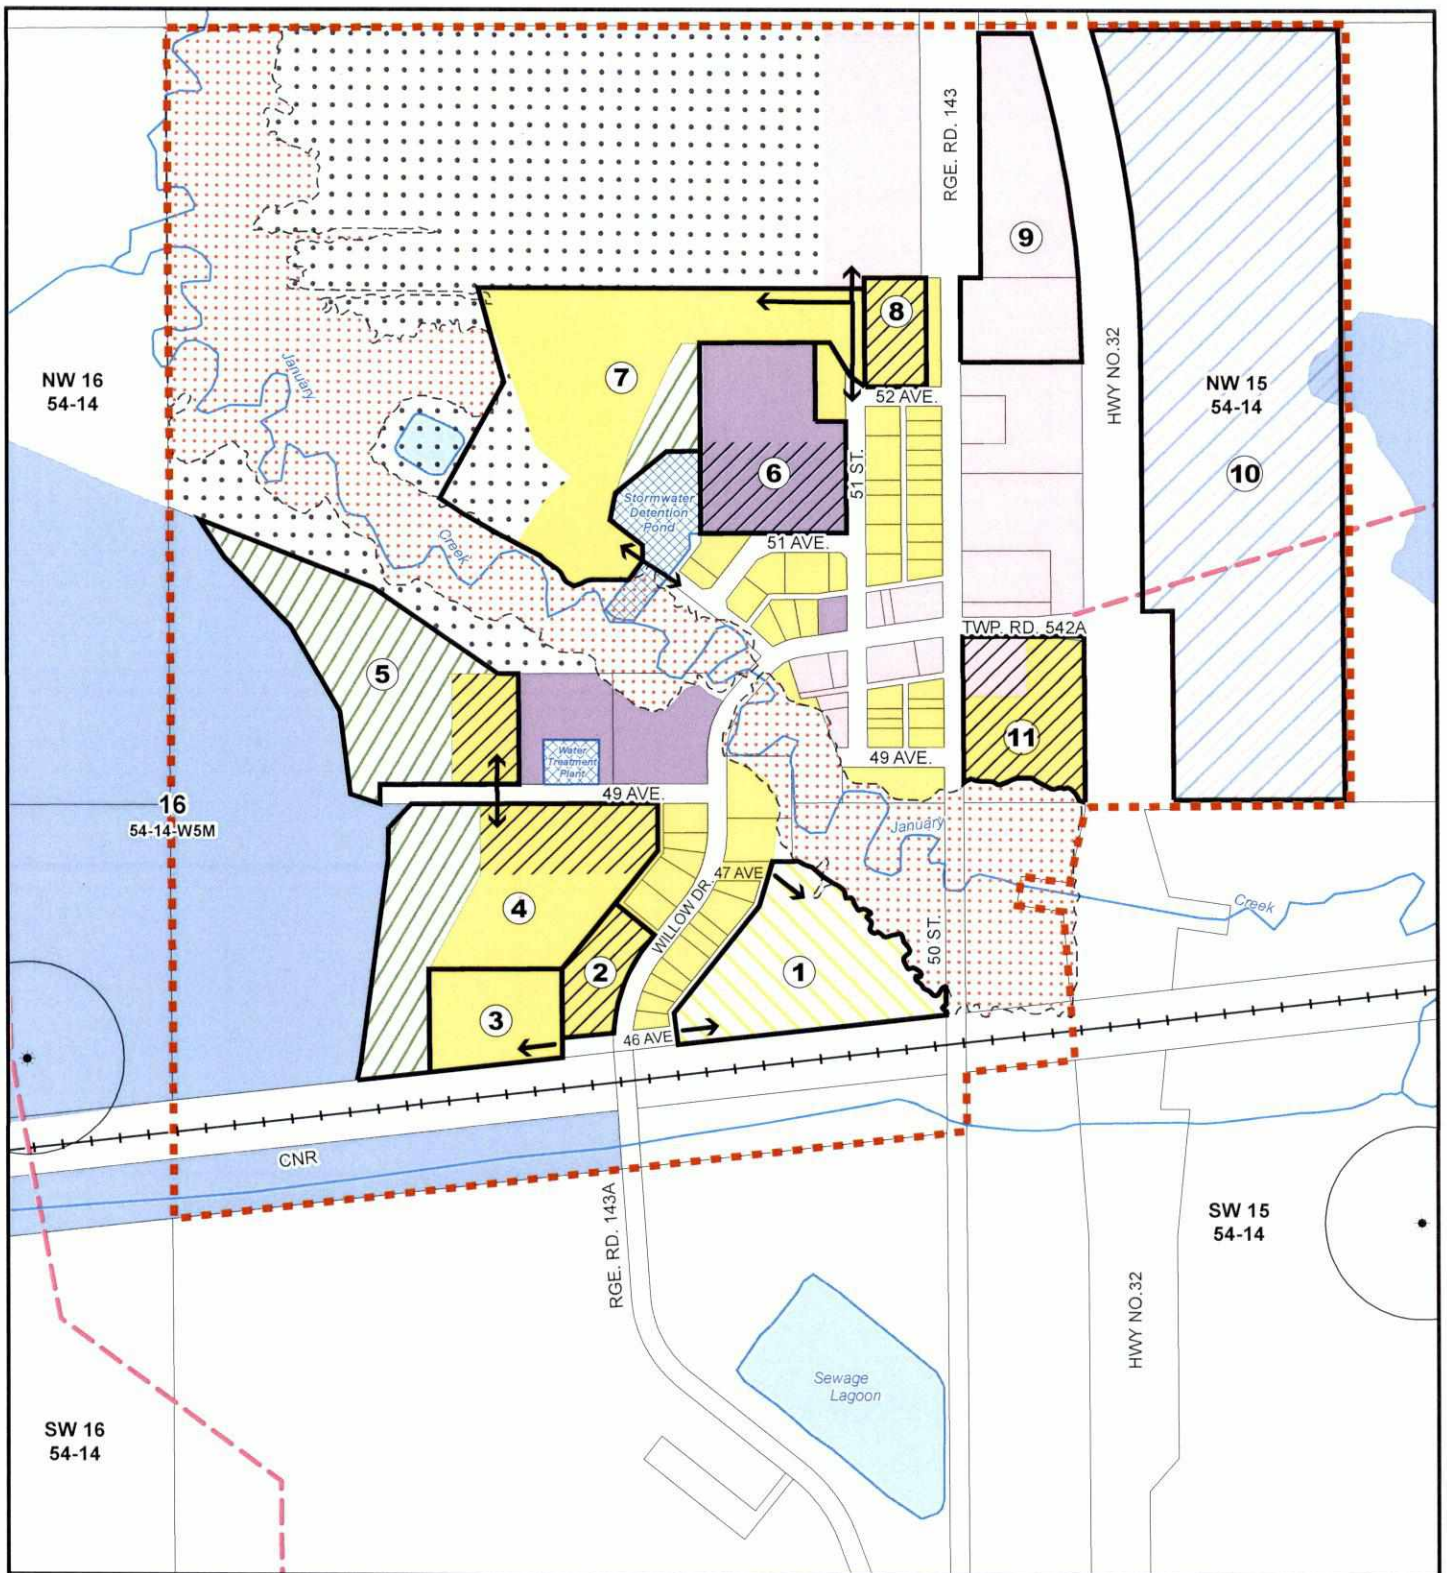 RGE. RD. 143
9
8
HWY NO.32
January
NW 16
54-14
7
NW 15
54-14
52 AVE.
51 ST.
6
10
Stormwater
Detention
Pond
Creek
51 AVE.
TWP. RD. 542A
5
11
Water
Treatment
Plant
49 AVE.
49 AVE.
16
54-14-W5M
January
47 AVE
4
WILLOW DR.
Creek
50 ST.
2
1
3
46 AVE
CNR
RGE. RD. 143A
SW 15
54-14
HWY NO.32
Sewage
Lagoon
SW 16
54-14